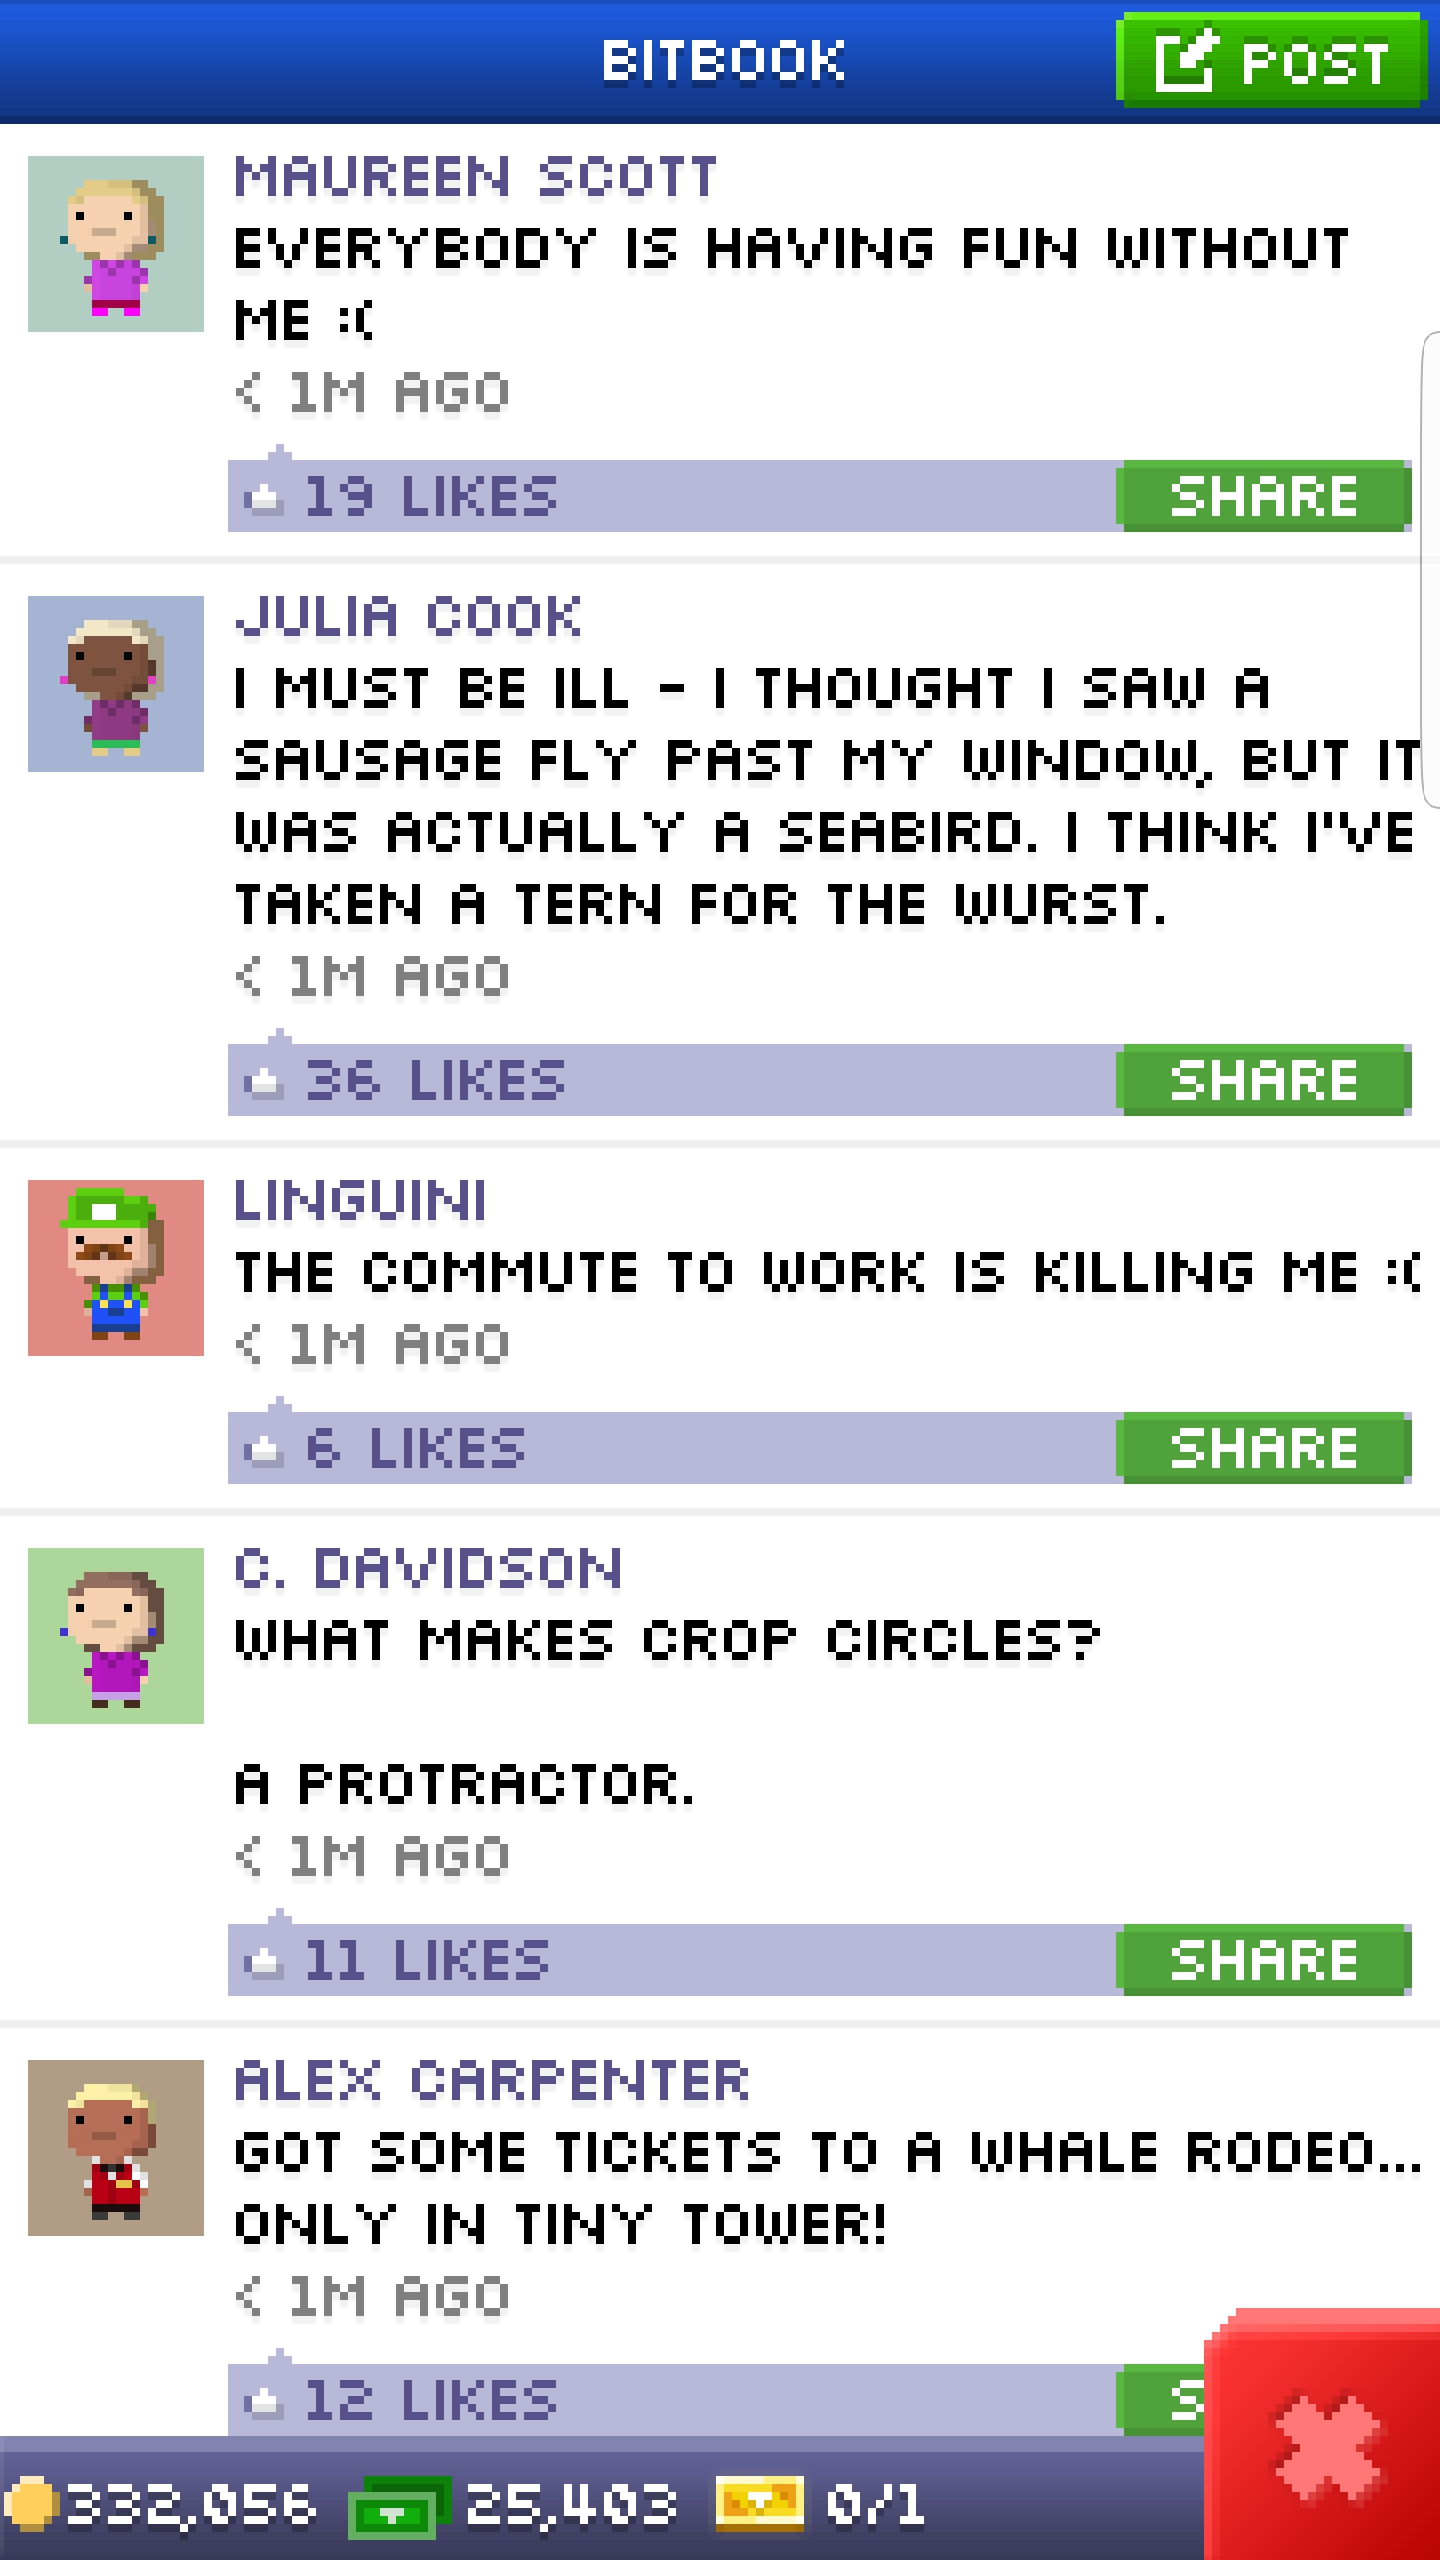 BITBOOK
POST
MAUREEN SCOTT
EVERYBODY IS HAVING FUN WITHOUT
ME :(
< 1M AGO
19 LIKES
SHARE
JULIA COOK
I MUST BE ILL - I THOUGHT I SAW A
SAUSAGE FLY PAST MY WINDOW, BUT IT
WAS ACTUALLY A SEABIRD. I THINK I'VE
TAKEN A TERN FOR THE WURST.
< 1M AGO
36 LIKES
SHARE
LINGUINI
THE COMMUTE TO WORK IS KILLING ME :(
< 1M AGO
6 LIKES
SHARE
C. DAVIDSON
WHAT MAKES CROP CIRCLES?
A PROTRACTOR.
< 1M AGO
11 LIKES
SHARE
ALEX CARPENTER
GOT SOME TICKETS TO A WHALE RODEO...
ONLY IN TINY TOWER!
< 1M AGO
12 LIKES
S
332,056
25,403
0/1